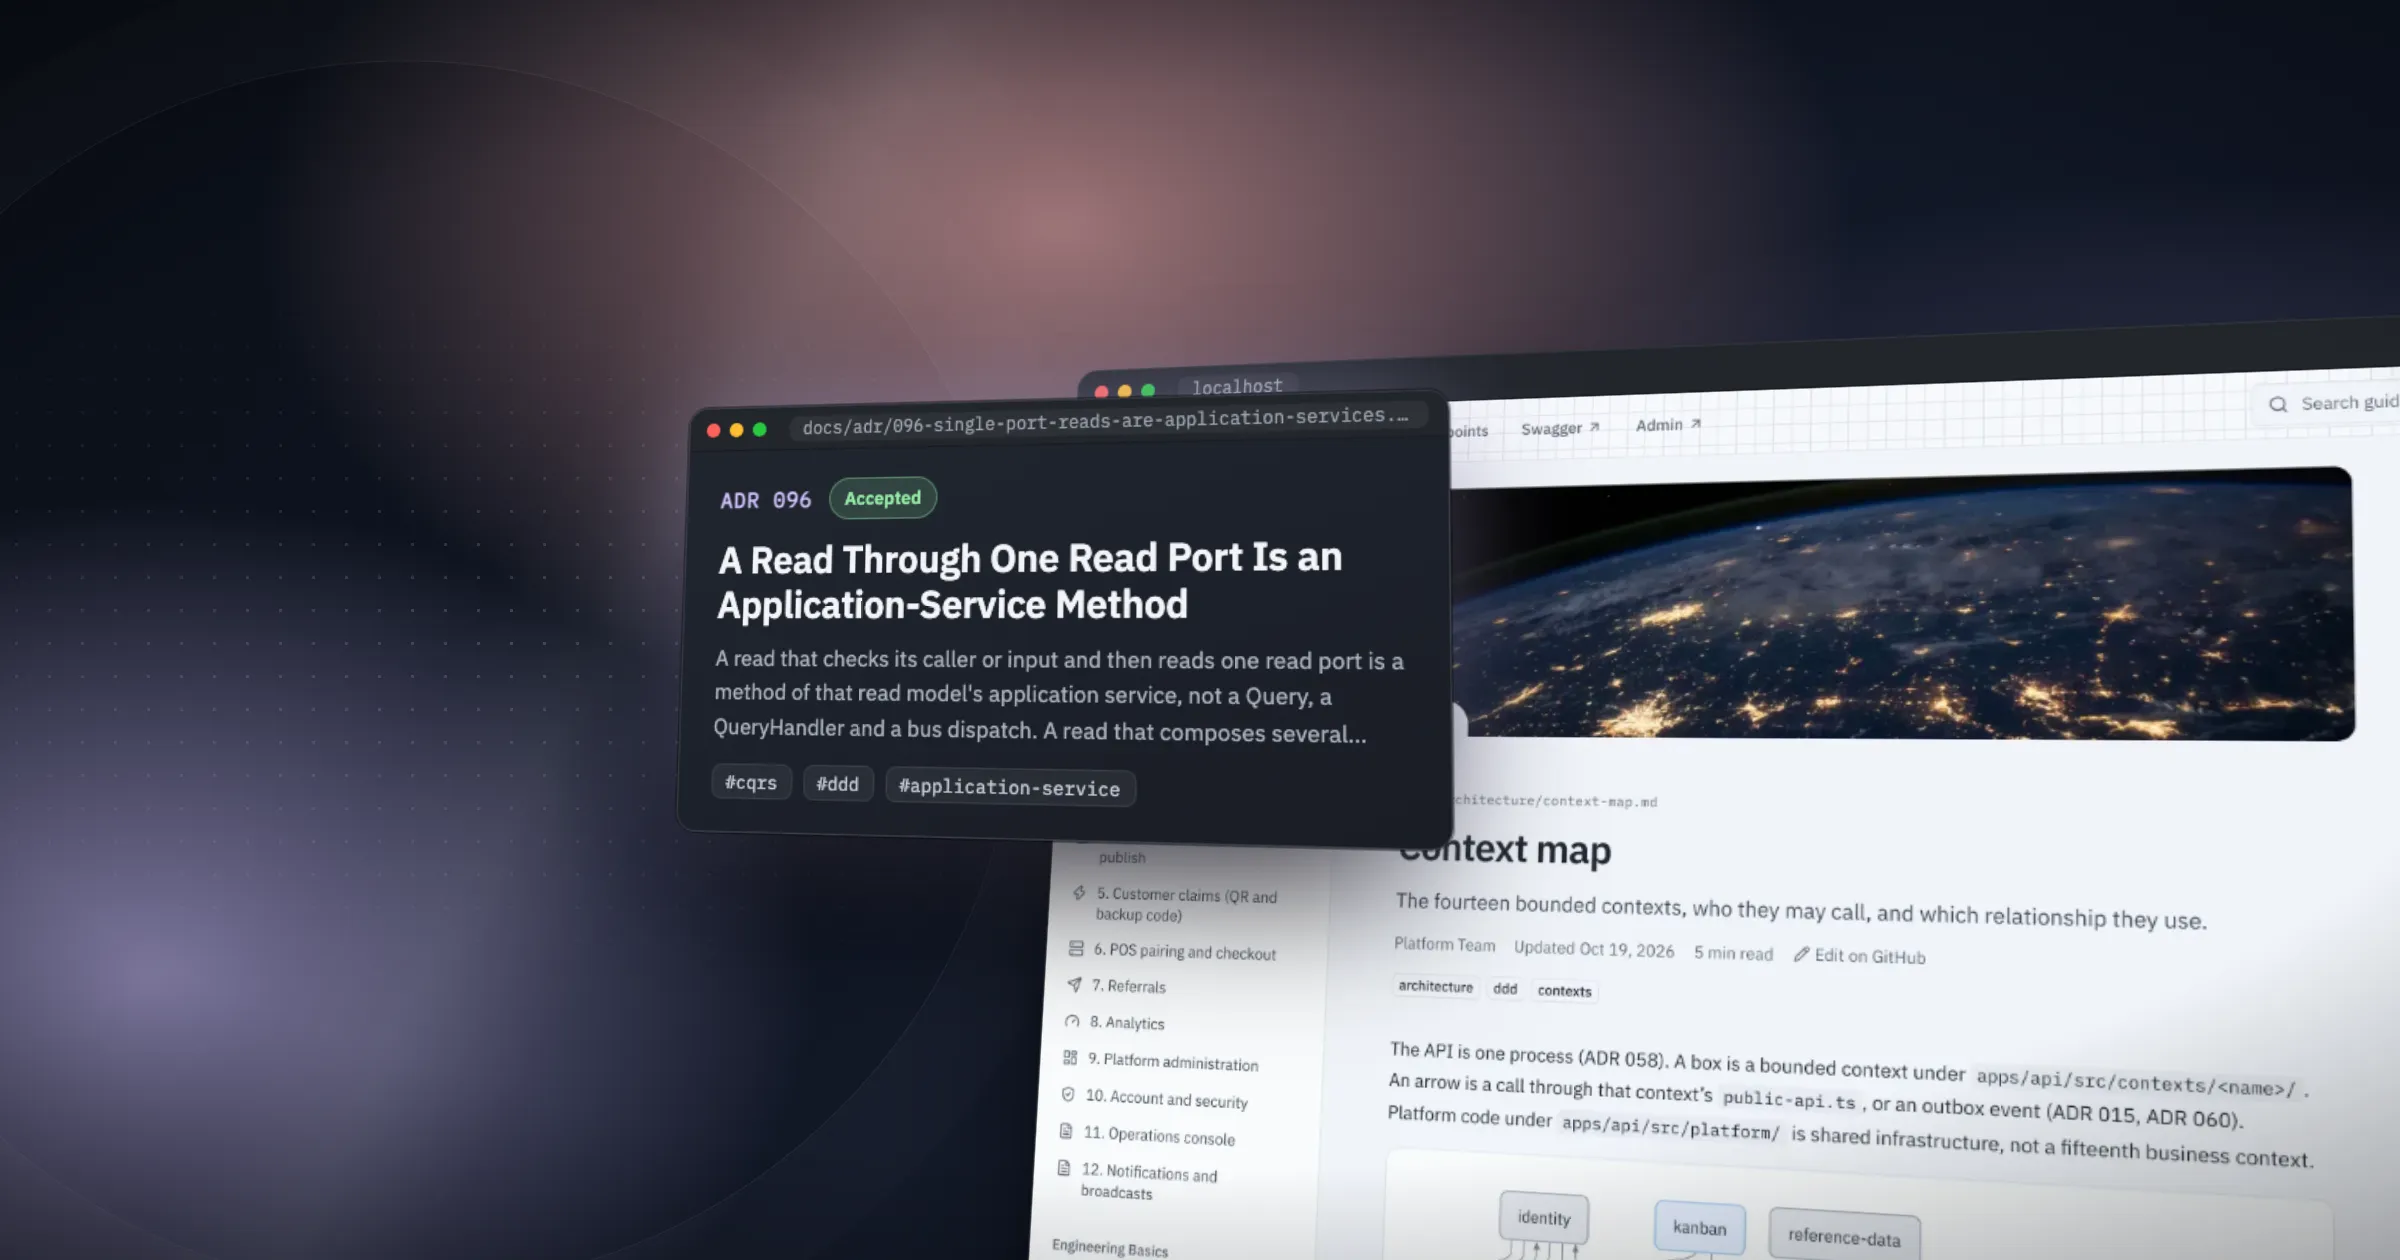 localhost
docs/adr/096-single-port-reads-are-application-services.…
Swagger ↗
Admin ↗
Search
ADR 096
Accepted
A Read Through One Read Port Is an
Application-Service Method
A read that checks its caller or input and then reads one read port is a
method of that read model's application service, not a Query, a
QueryHandler and a bus dispatch. A read that composes several...
#cqrs
#ddd
#application-service
publish
5. Customer claims (QR and
backup code)
6. POS pairing and checkout
7. Referrals
8. Analytics
9. Platform administration
10. Account and security
11. Operations console
12. Notifications and
broadcasts
Engineering Basics
/context-map.md
Context map
The fourteen bounded contexts, who they may call, and which relationship they use.
Platform Team Updated Oct 19, 2026 5 min read Edit on GitHub
architecture ddd contexts
The API is one process (ADR 058). A box is a bounded context under apps/api/src/contexts/<name>/ .
An arrow is a call through that context's public-api.ts , or an outbox event (ADR 015, ADR 060).
Platform code under apps/api/src/platform/ is shared infrastructure, not a fifteenth business context.
identity
kanban
reference-data